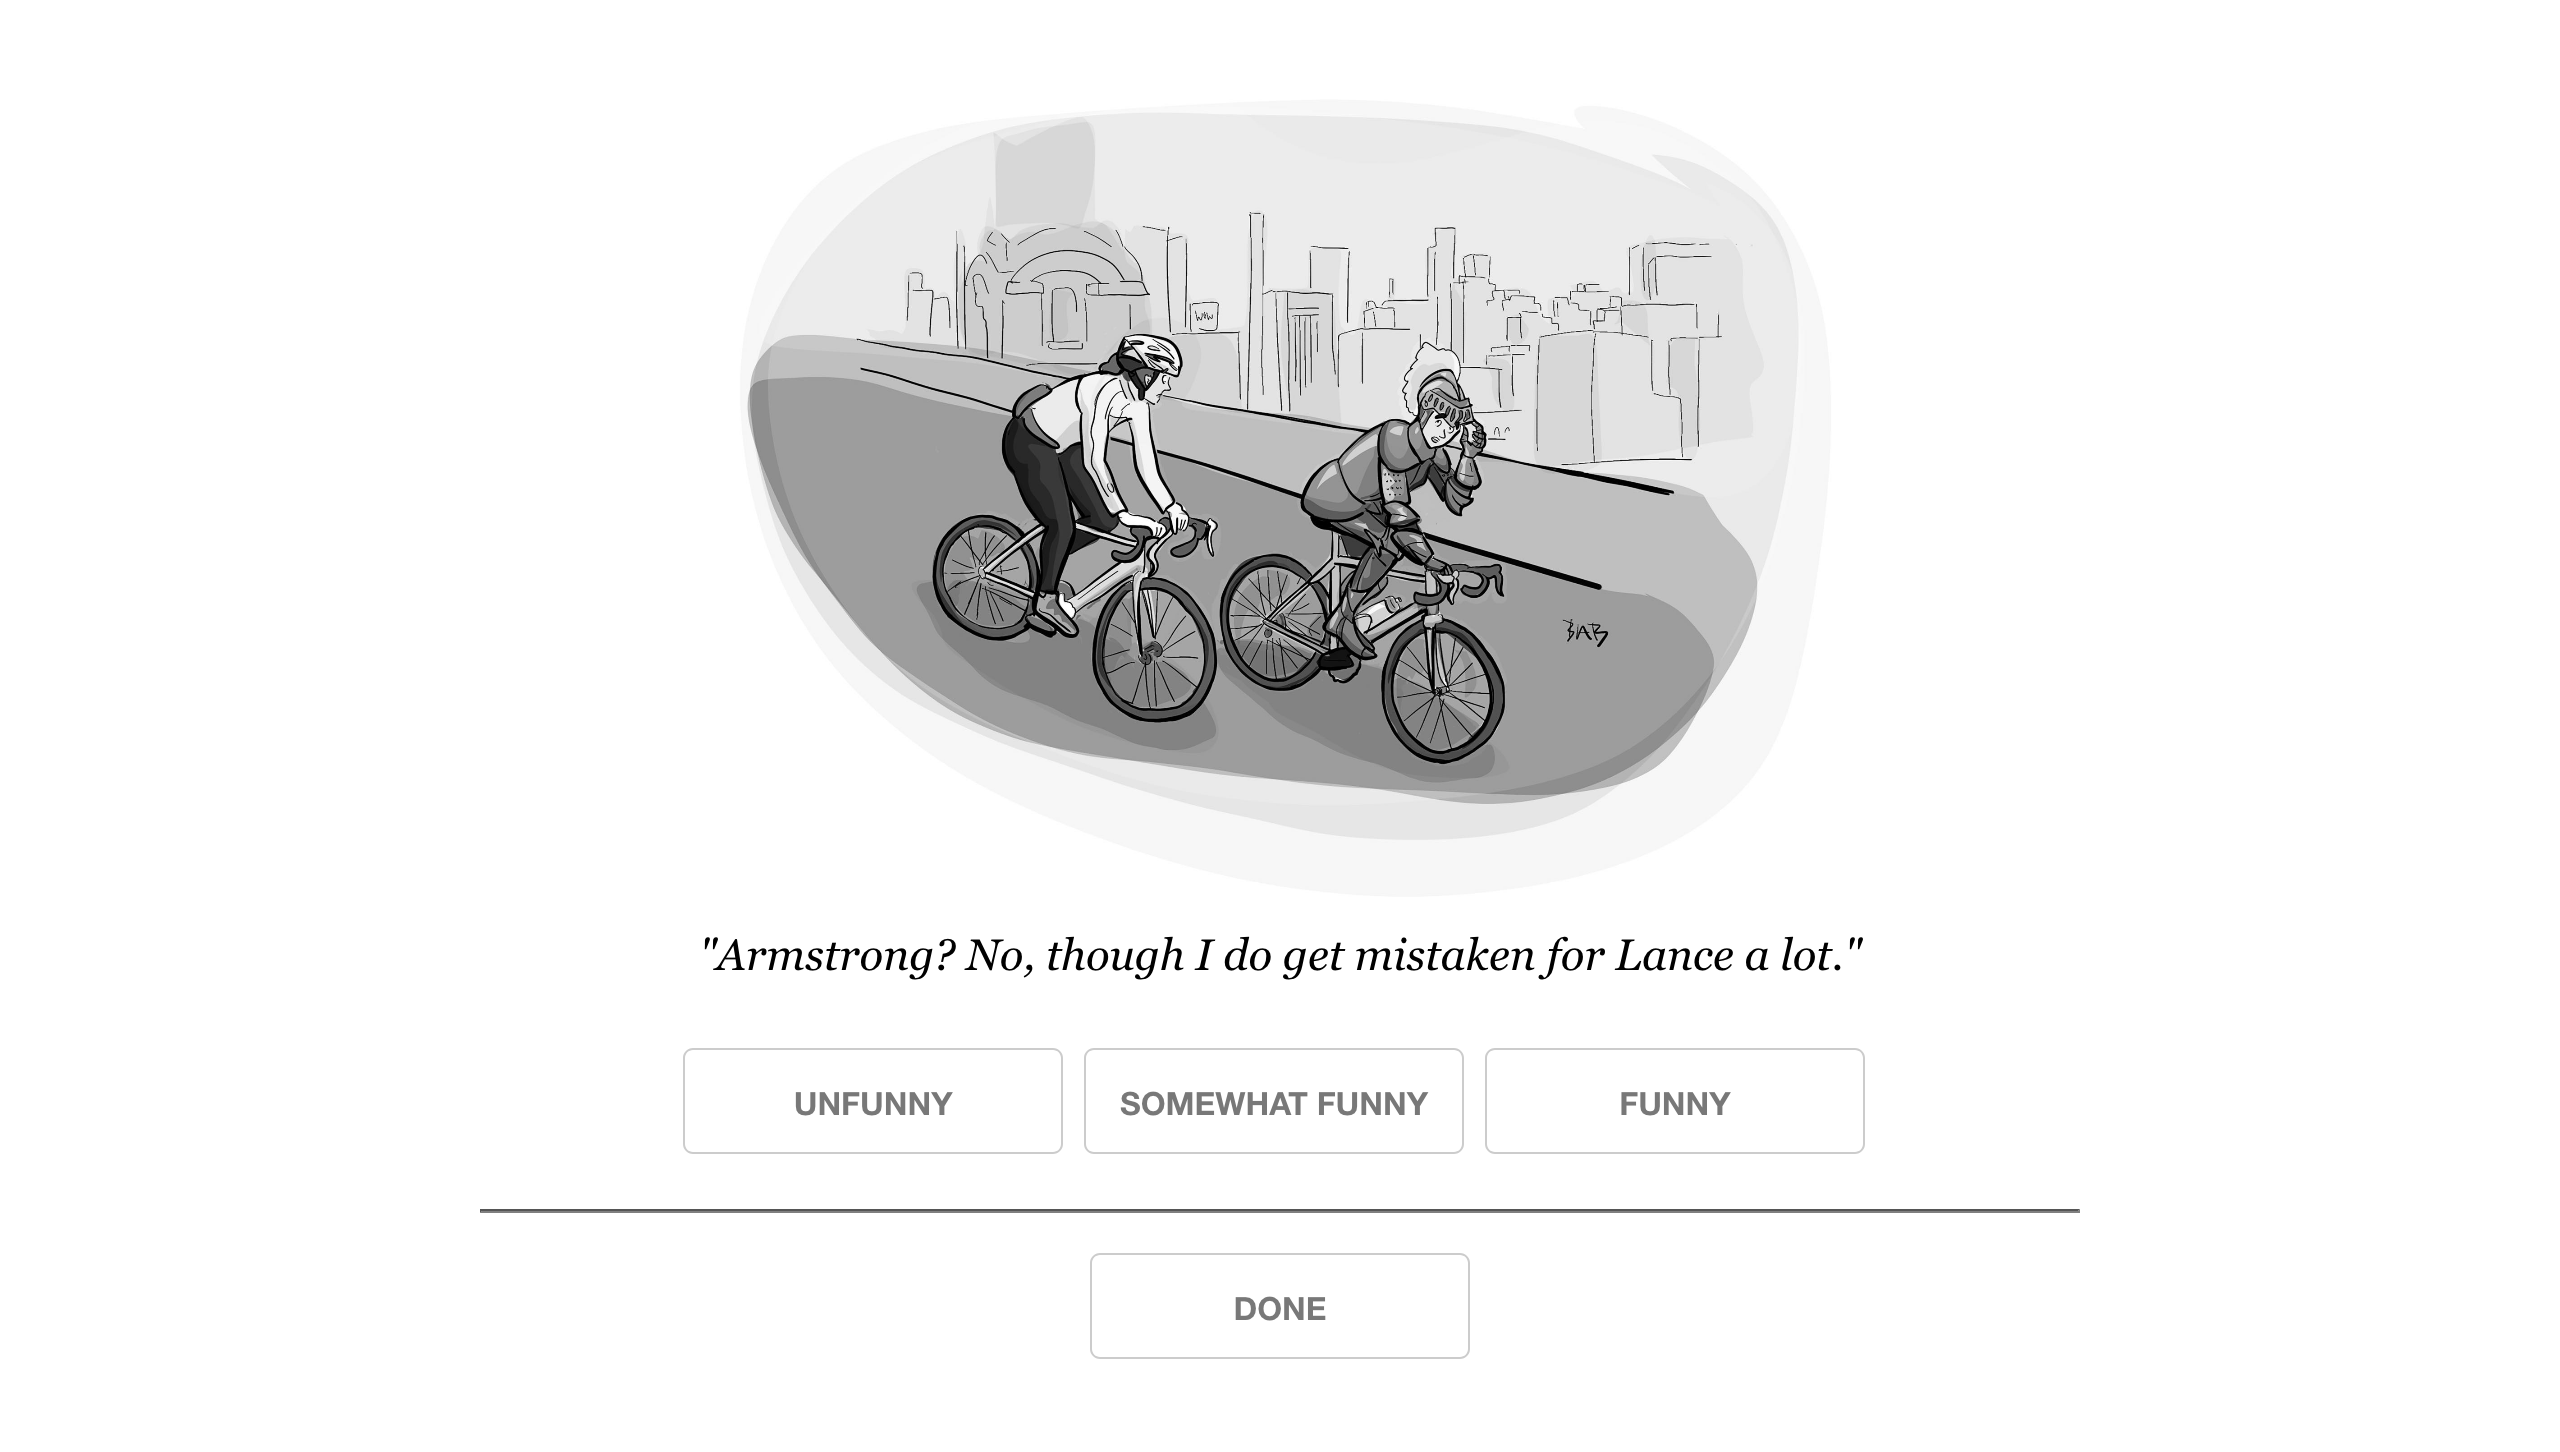 BAB
"Armstrong? No, though I do get mistaken for Lance a lot."
UNFUNNY
SOMEWHAT FUNNY
FUNNY
DONE